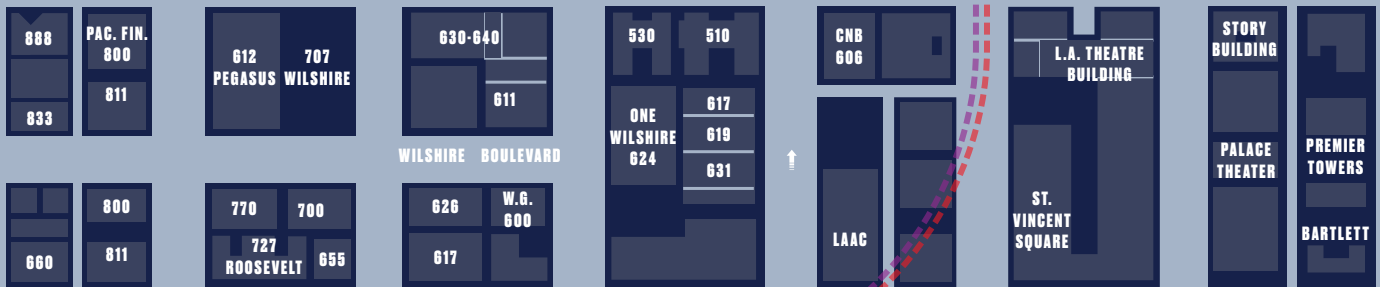 888
PAC. FIN.
800
811
833
612
PEGASUS
707
WILSHIRE
630-640
611
530
510
ONE
WILSHIRE
624
617
619
631
CNB
606
L.A. THEATRE
BUILDING
STORY
BUILDING
PALACE
THEATER
PREMIER
TOWERS
WILSHIRE BOULEVARD
800
811
660
770
700
727
ROOSEVELT
655
626
W.G.
600
617
LAAC
ST.
VINCENT
SQUARE
BARTLETT